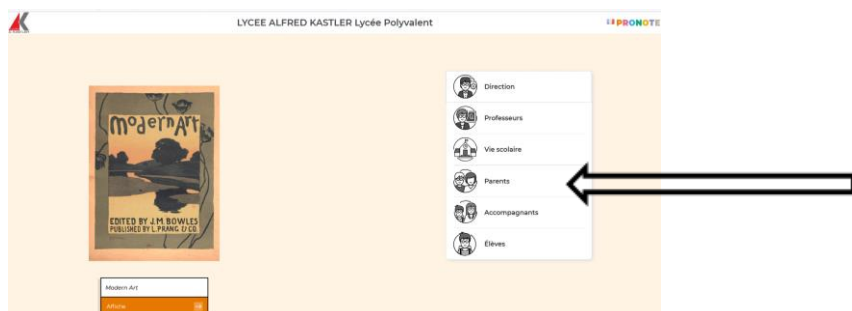 LYCEE ALFRED KASTLER Lycée Polyvalent
PRONOTE
Modern Art
EDITED BY J.M. BOWLES
PUBLISHED BY L. PRANG & CO.
Direction
Professeurs
Vie scolaire
Parents
Accompagnants
Élèves
Modern Art
Affiche